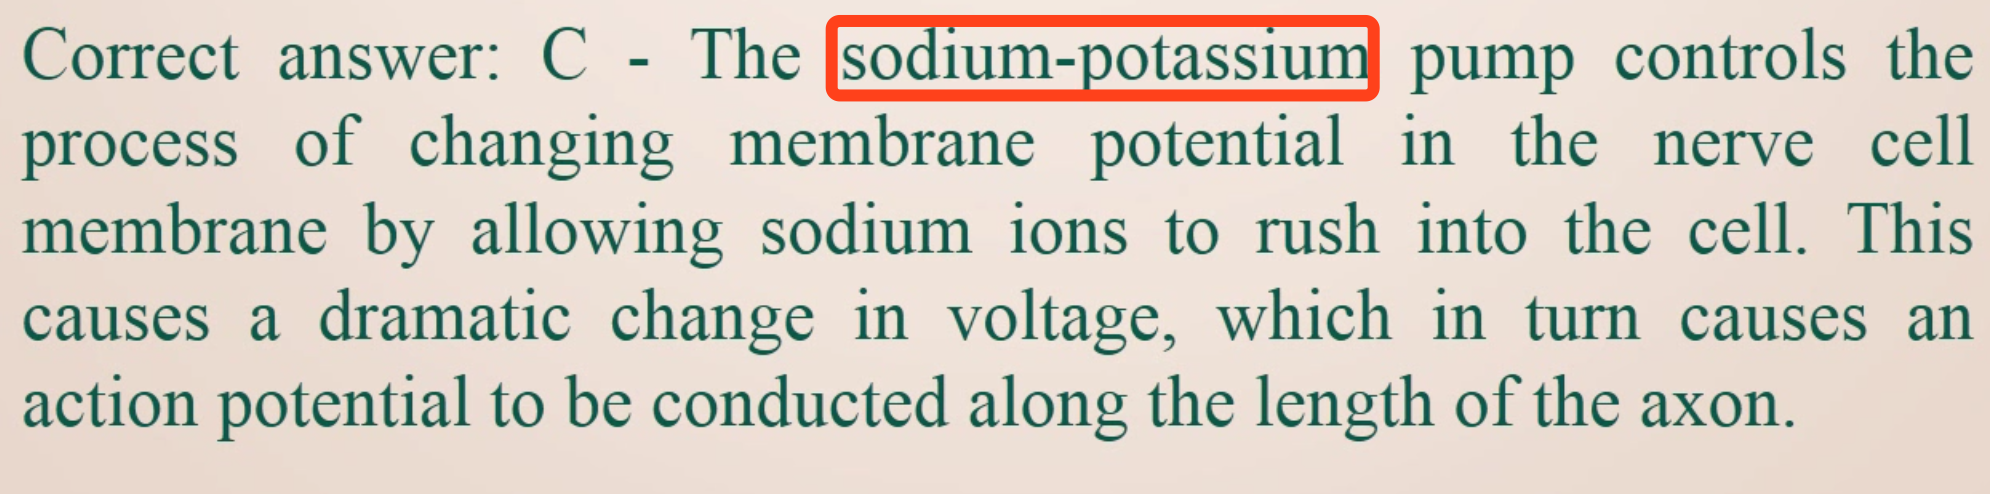 Correct answer: C - The sodium-potassium pump controls the
process of changing membrane potential in the nerve cell
membrane by allowing sodium ions to rush into the cell. This
causes a dramatic change in voltage, which in turn causes an
action potential to be conducted along the length of the axon.